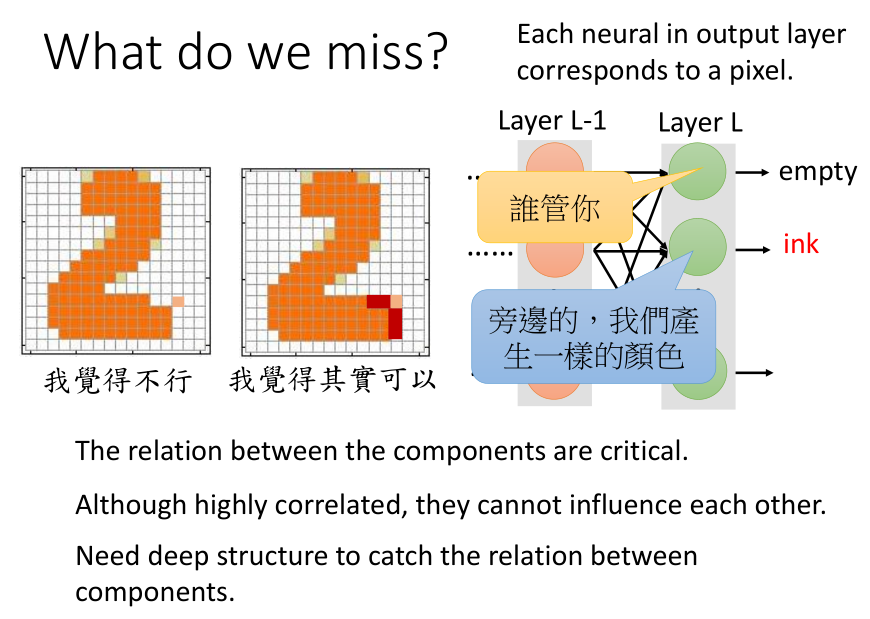 What do we miss?
Each neural in output layer
corresponds to a pixel.
Layer L-1
Layer L
empty
誰管你
……
ink
旁邊的，我們產
生一樣的顏色
我覺得不行
我覺得其實可以
The relation between the components are critical.
Although highly correlated, they cannot influence each other.
Need deep structure to catch the relation between
components.